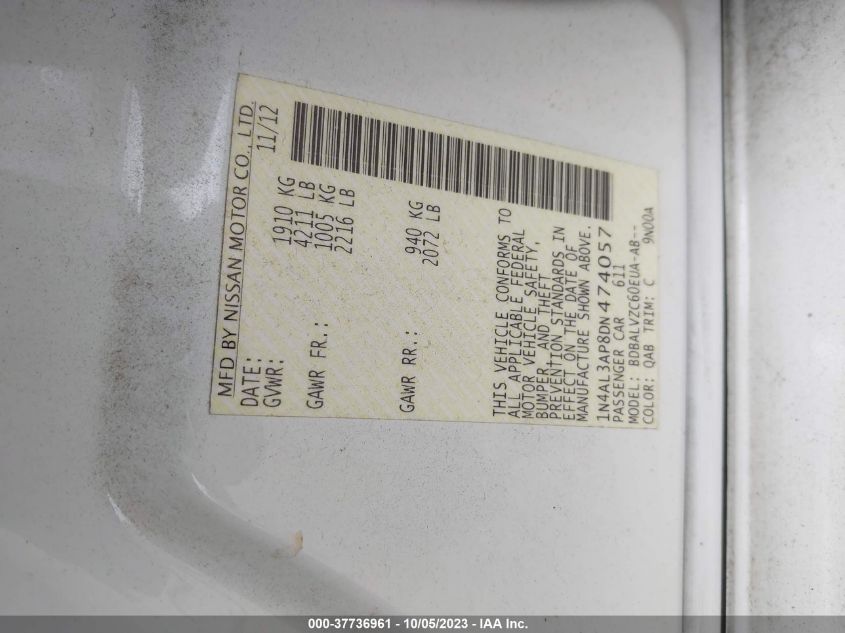 MFD BY NISSAN MOTOR CO., LTD.
DATE: 11/12
GVWR: 1910 KG
4211 LB
GAWR FR.: 1005 KG
2216 LB
GAWR RR.: 940 KG
2072 LB
THIS VEHICLE CONFORMS TO
ALL APPLICABLE FEDERAL
MOTOR VEHICLE SAFETY,
BUMPER, AND THEFT
PREVENTION STANDARDS IN
EFFECT ON THE DATE OF
MANUFACTURE SHOWN ABOVE.
1N4AL3AP8DN474057
PASSENGER CAR 611
MODEL: BDBALVZC60EUA-AB--
COLOR: QAB TRIM: C 9N00A
000-37736961 - 10/05/2023 - IAA Inc.